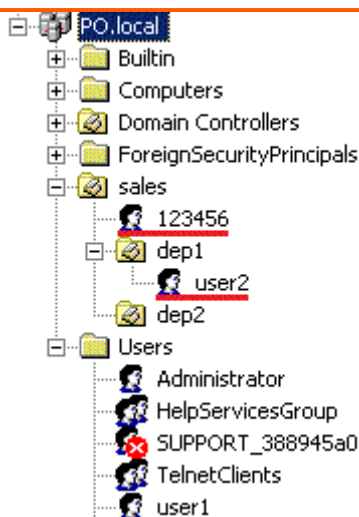 PO.local
Builtin
Computers
Domain Controllers
ForeignSecurityPrincipals
sales
123456
dep1
user2
dep2
Users
Administrator
HelpServicesGroup
SUPPORT_388945a0
TelnetClients
user1